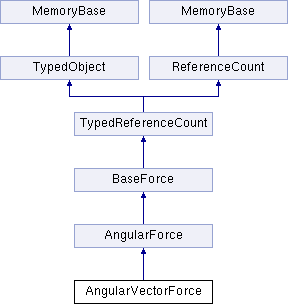 MemoryBase
MemoryBase
TypedObject
ReferenceCount
TypedReferenceCount
BaseForce
AngularForce
AngularVectorForce